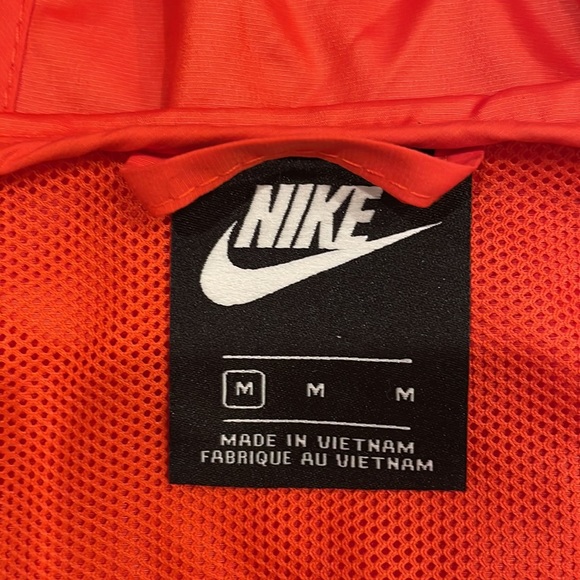 NIKE
M M M
MADE IN VIETNAM
FABRIQUE AU VIETNAM